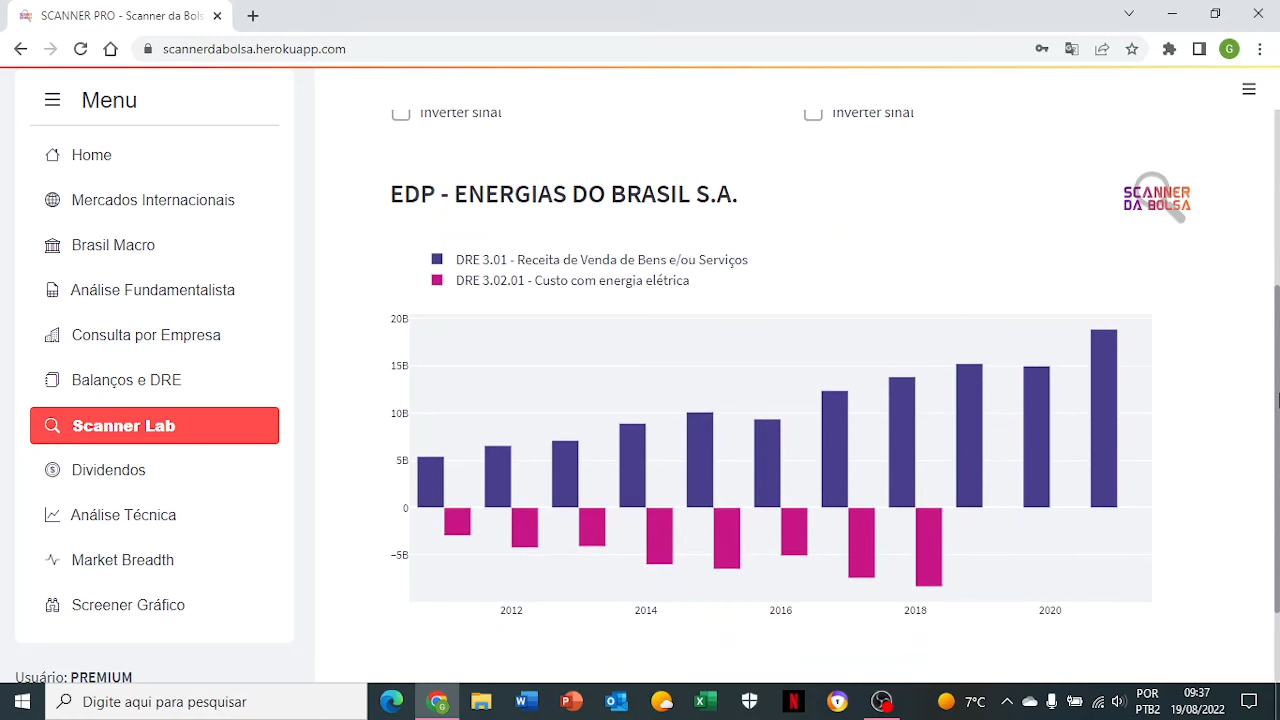 SCANNER PRO - Scanner da Bols
scannerdabolsa.herokuapp.com
G
Menu
Home
Mercados Internacionais
Brasil Macro
Análise Fundamentalista
Consulta por Empresa
Balanços e DRE
Scanner Lab
Dividendos
Análise Técnica
Market Breadth
Screener Gráfico
Usuário: PREMIUM
Inverter sinal
Inverter sinal
EDP - ENERGIAS DO BRASIL S.A.
SCANNER
DA BOLSA
DRE 3.01 - Receita de Venda de Bens e/ou Serviços
DRE 3.02.01 - Custo com energia elétrica
20B
15B
10B
5B
0
−5B
2012 2014 2016 2018 2020
Digite aqui para pesquisar
7°C
POR
PTB2
09:37
19/08/2022